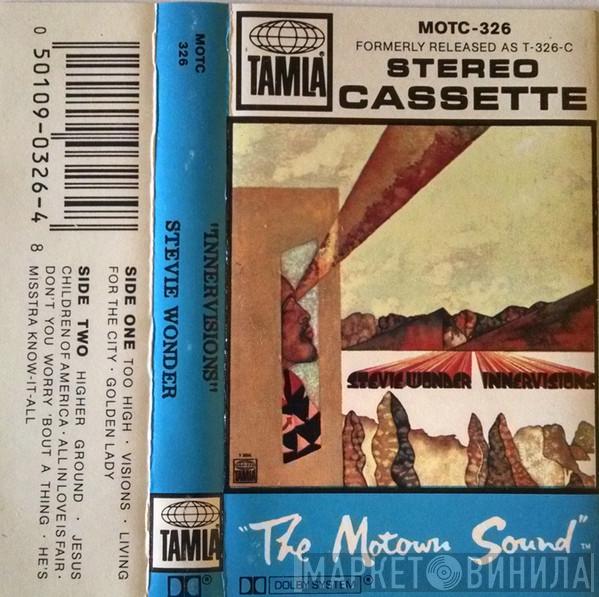 0 50109-0326-4 8
SIDE ONE TOO HIGH · VISIONS · LIVING
FOR THE CITY · GOLDEN LADY
SIDE TWO HIGHER GROUND · JESUS
CHILDREN OF AMERICA · ALL IN LOVE IS FAIR ·
DON'T YOU WORRY 'BOUT A THING · HE'S
MISSTRA KNOW-IT-ALL
MOTC
326
"INNERVISIONS"
STEVIE WONDER
TAMLA
TAMLA
MOTC-326
FORMERLY RELEASED AS T-326-C
STEREO
CASSETTE
STEVIE WONDER INNERVISIONS
TAMLA
"The Motown Sound"™
DOLBY SYSTEM ®
МАРКЕТ ВИНИЛА